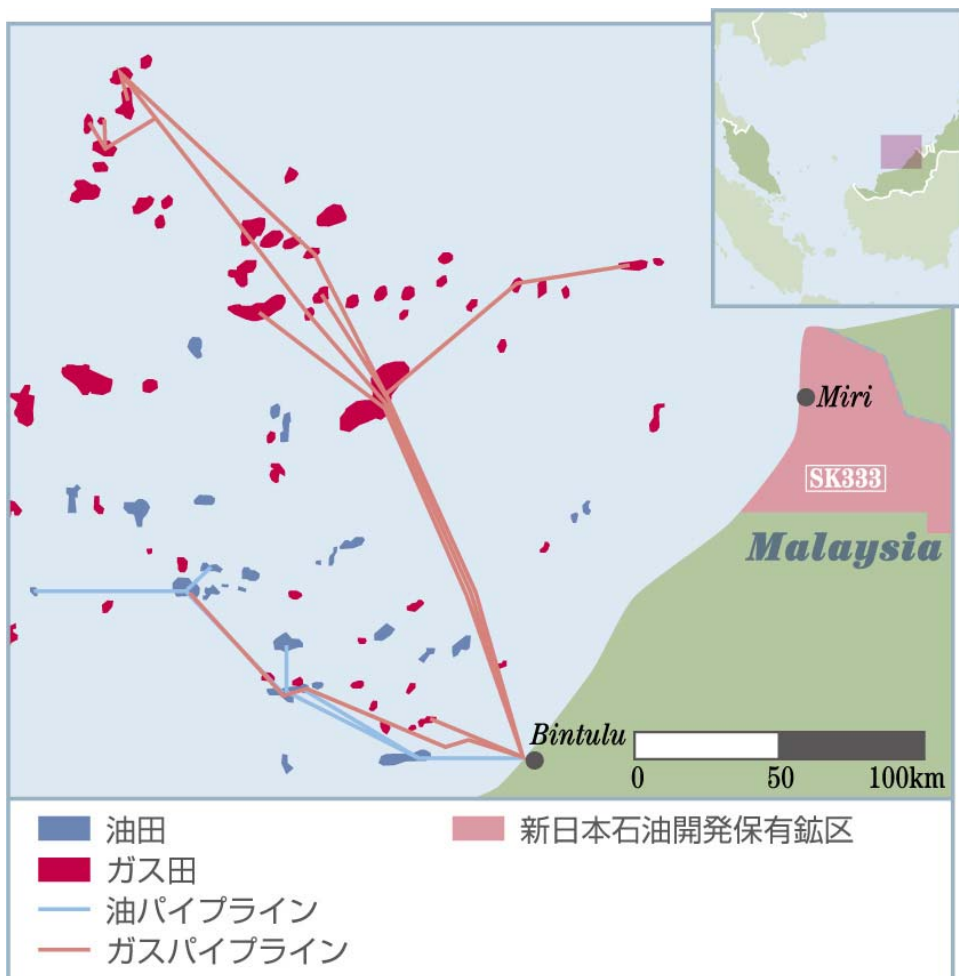 Miri
SK333
Malaysia
Bintulu
0 50 100km
油田
ガス田
油パイプライン
ガスパイプライン
新日本石油開発保有鉱区